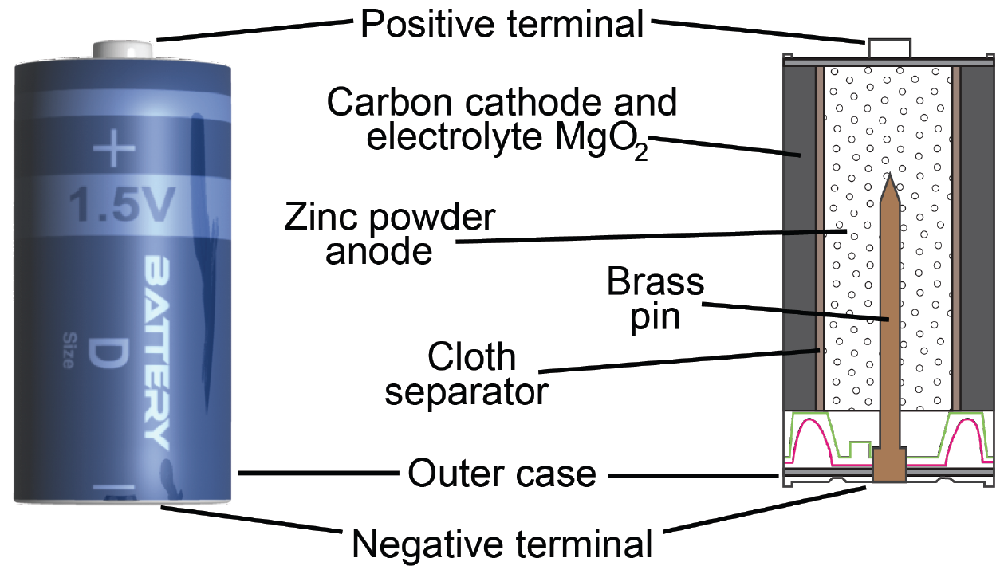 Positive terminal
Carbon cathode and
electrolyte MgO₂
Zinc powder
anode
Brass
pin
Cloth
separator
Outer case
Negative terminal
+
1.5V
BATTERY
D
Size